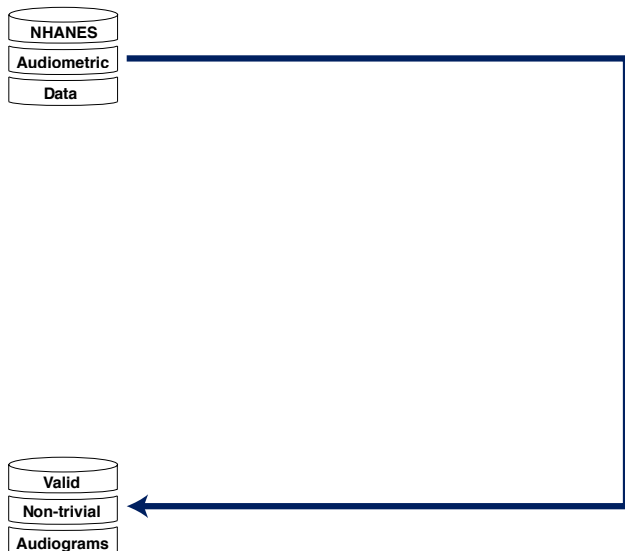 NHANES
Audiometric
Data
Valid
Non-trivial
Audiograms